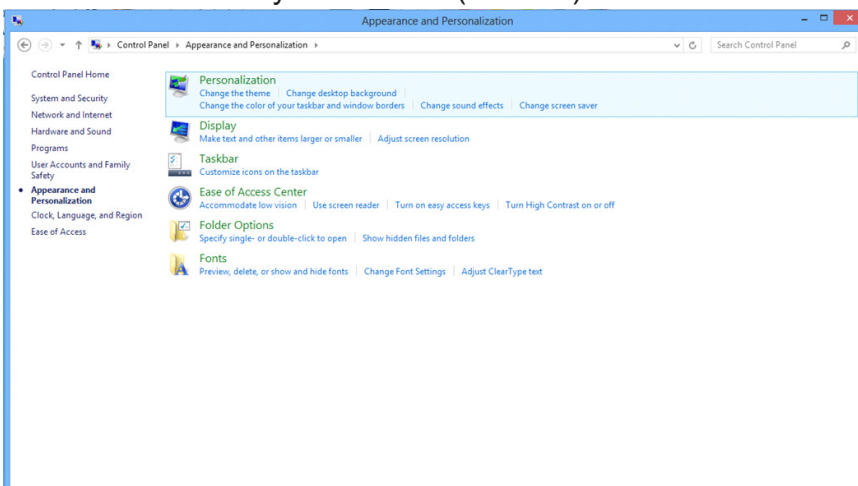 Appearance and Personalization
Control Panel Appearance and Personalization
Search Control Panel
Control Panel Home
System and Security
Network and Internet
Hardware and Sound
Programs
User Accounts and Family
Safety
Appearance and
Personalization
Clock, Language, and Region
Ease of Access
Personalization
Change the theme Change desktop background
Change the color of your taskbar and window borders Change sound effects Change screen saver
Display
Make text and other items larger or smaller Adjust screen resolution
Taskbar
Customize icons on the taskbar
Ease of Access Center
Accommodate low vision Use screen reader Turn on easy access keys Turn High Contrast on or off
Folder Options
Specify single- or double-click to open Show hidden files and folders
Fonts
Preview, delete, or show and hide fonts Change Font Settings Adjust ClearType text